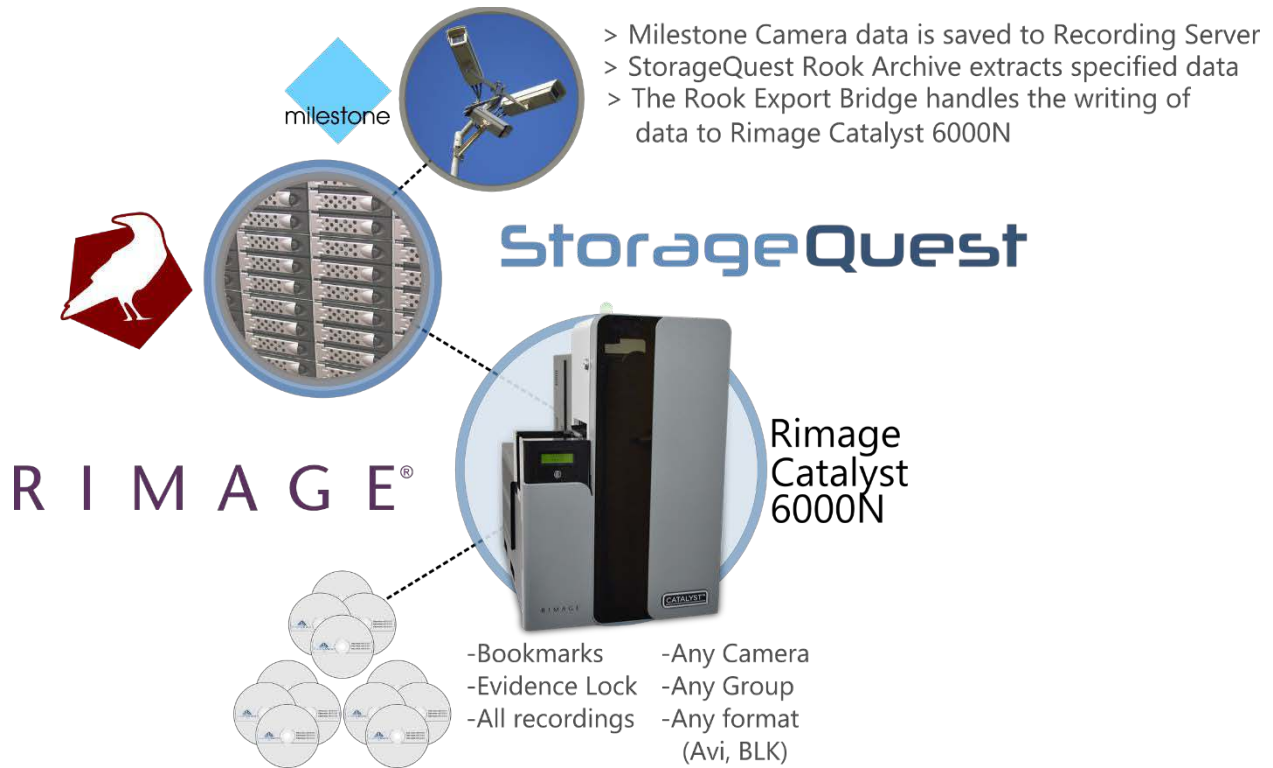 milestone
> Milestone Camera data is saved to Recording Server
> StorageQuest Rook Archive extracts specified data
> The Rook Export Bridge handles the writing of
data to Rimage Catalyst 6000N
StorageQuest
RIMAGE®
Rimage
Catalyst
6000N
RIMAGE
CATALYST™
-Bookmarks
-Evidence Lock
-All recordings
-Any Camera
-Any Group
-Any format
(Avi, BLK)